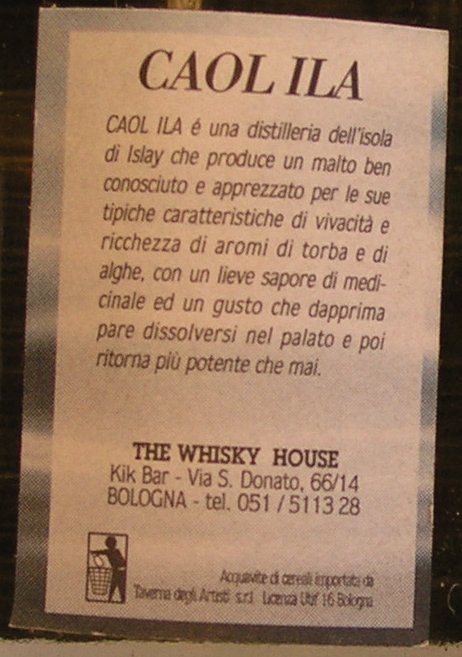 CAOL ILA
CAOL ILA é una distilleria dell'isola
di Islay che produce un malto ben
conosciuto e apprezzato per le sue
tipiche caratteristiche di vivacità e
ricchezza di aromi di torba e di
alghe, con un lieve sapore di medi-
cinale ed un gusto che dapprima
pare dissolversi nel palato e poi
ritorna più potente che mai.
THE WHISKY HOUSE
Kik Bar - Via S. Donato, 66/14
BOLOGNA - tel. 051 / 5113 28
Acquavite di cereali importata da
Taverna degli Artisti s.r.l. Licenza Utif 16 Bologna